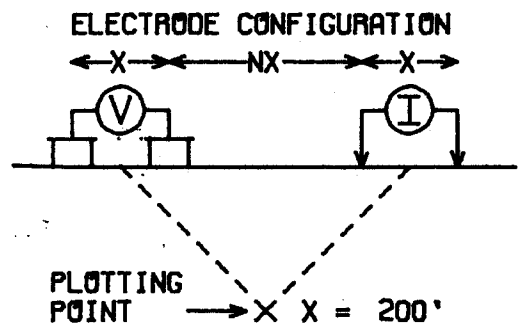 ELECTRODE CONFIGURATION
X NX X
V I
PLOTTING
POINT X X = 200'